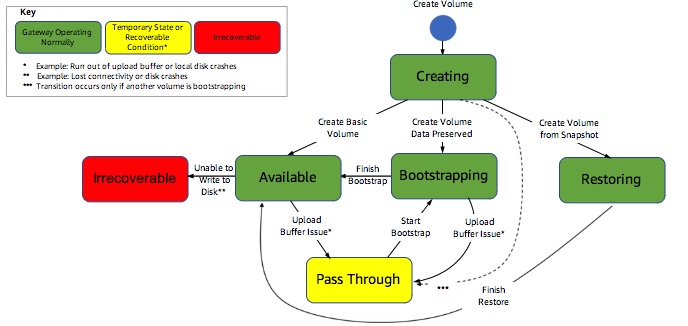 Key
Gateway Operating
Normally
Temporary State or
Recoverable
Condition*
Irrecoverable
* Example: Run out of upload buffer or local disk crashes
** Example: Lost connectivity or disk crashes
*** Transition occurs only if another volume is bootstrapping
Create Volume
Creating
Create Basic
Volume
Create Volume
Data Preserved
Create Volume
from Snapshot
Irrecoverable
Unable to
Write to
Disk**
Available
Finish
Bootstrap
Bootstrapping
Restoring
Upload
Buffer Issue*
Start
Bootstrap
Upload
Buffer Issue*
Pass Through
***
Finish
Restore